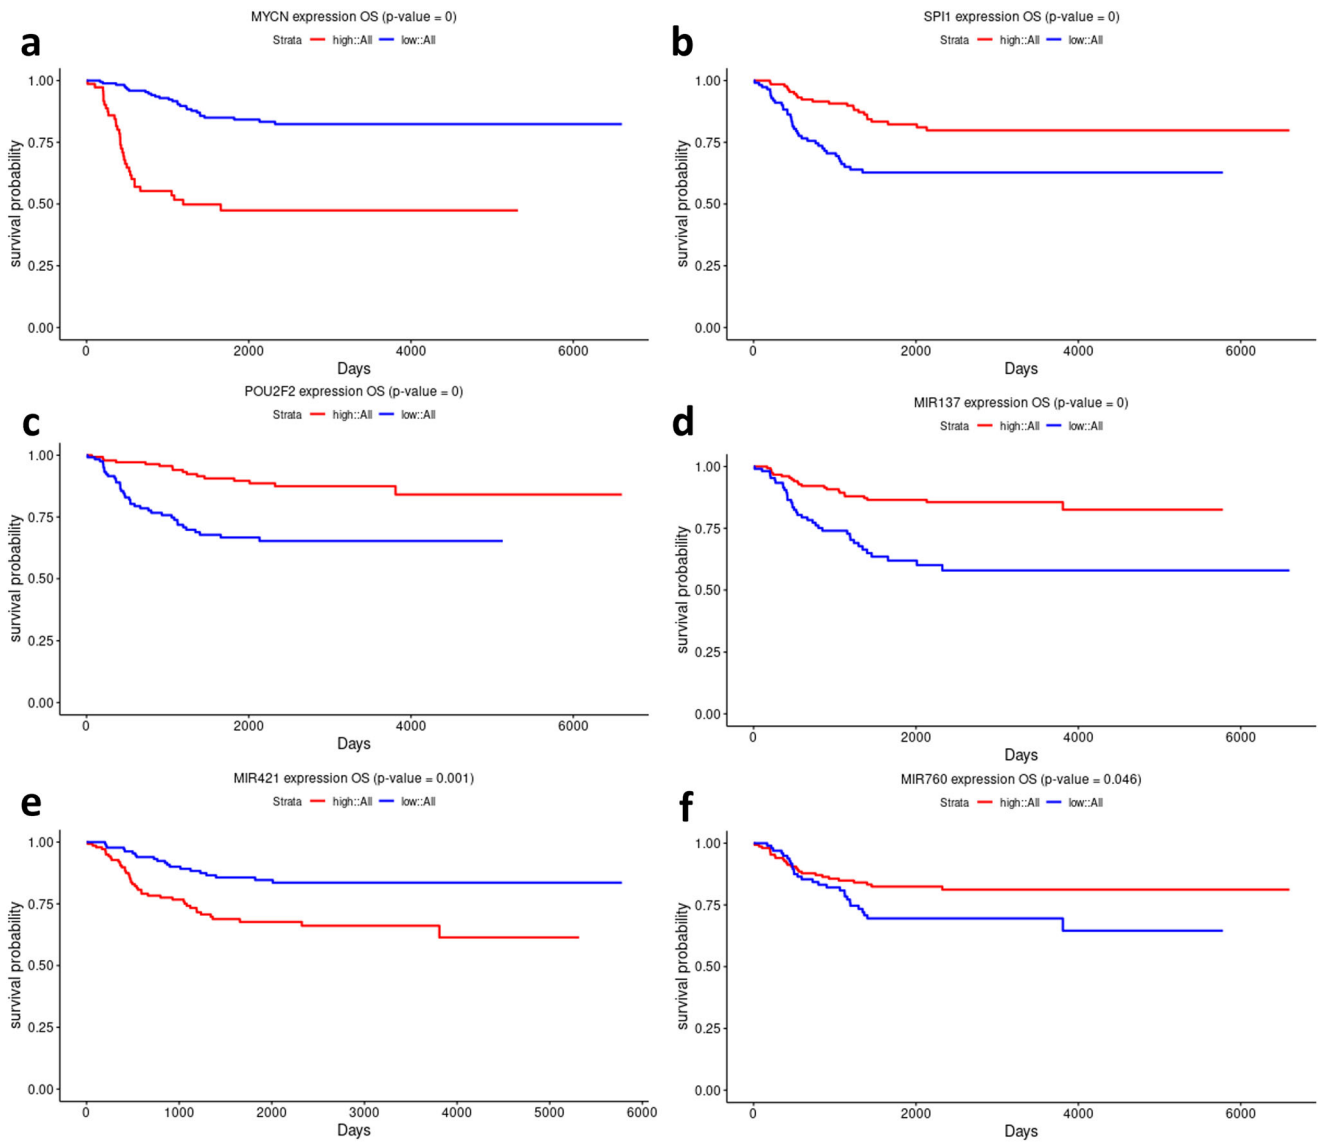 a
MYCN expression OS (p-value = 0)
Strata high::All low::All
survival probability
1.00
0.75
0.50
0.25
0.00
0 2000 4000 6000
Days
b
SPI1 expression OS (p-value = 0)
Strata high::All low::All
survival probability
1.00
0.75
0.50
0.25
0.00
0 2000 4000 6000
Days
c
POU2F2 expression OS (p-value = 0)
Strata high::All low::All
survival probability
1.00
0.75
0.50
0.25
0.00
0 2000 4000 6000
Days
d
MIR137 expression OS (p-value = 0)
Strata high::All low::All
survival probability
1.00
0.75
0.50
0.25
0.00
0 2000 4000 6000
Days
e
MIR421 expression OS (p-value = 0.001)
Strata high::All low::All
survival probability
1.00
0.75
0.50
0.25
0.00
0 1000 2000 3000 4000 5000 6000
Days
f
MIR760 expression OS (p-value = 0.046)
Strata high::All low::All
survival probability
1.00
0.75
0.50
0.25
0.00
0 2000 4000 6000
Days